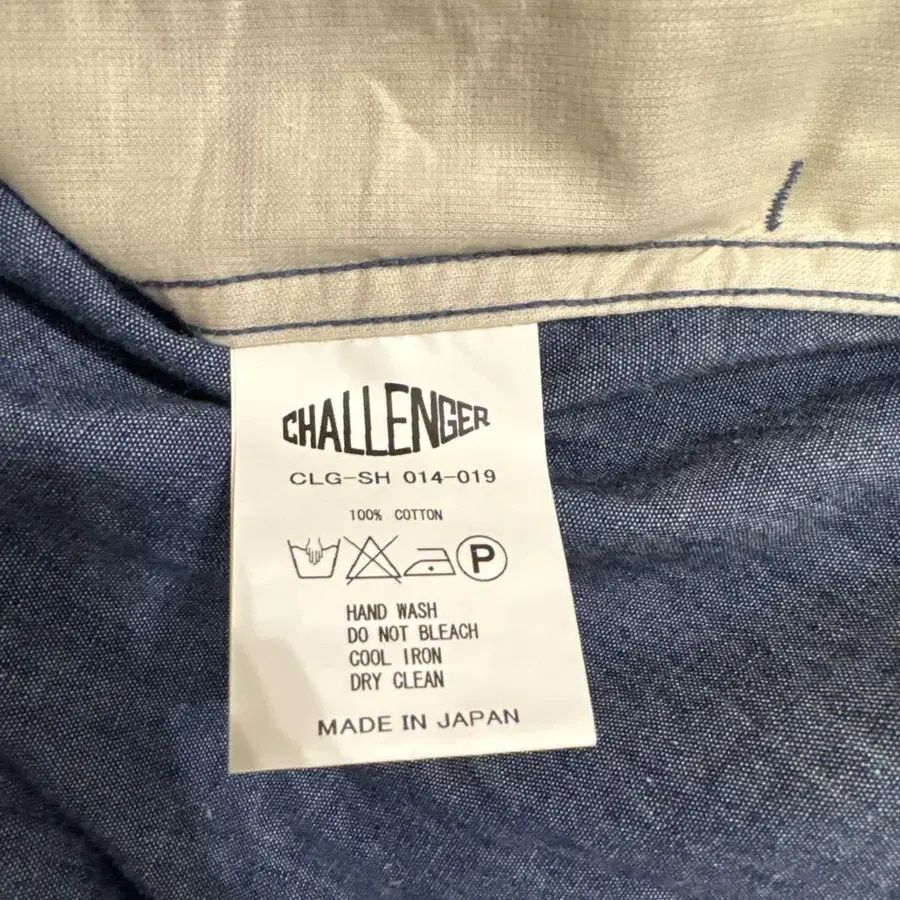 CHALLENGER
CLG-SH 014-019
100% COTTON
P
HAND WASH
DO NOT BLEACH
COOL IRON
DRY CLEAN
MADE IN JAPAN